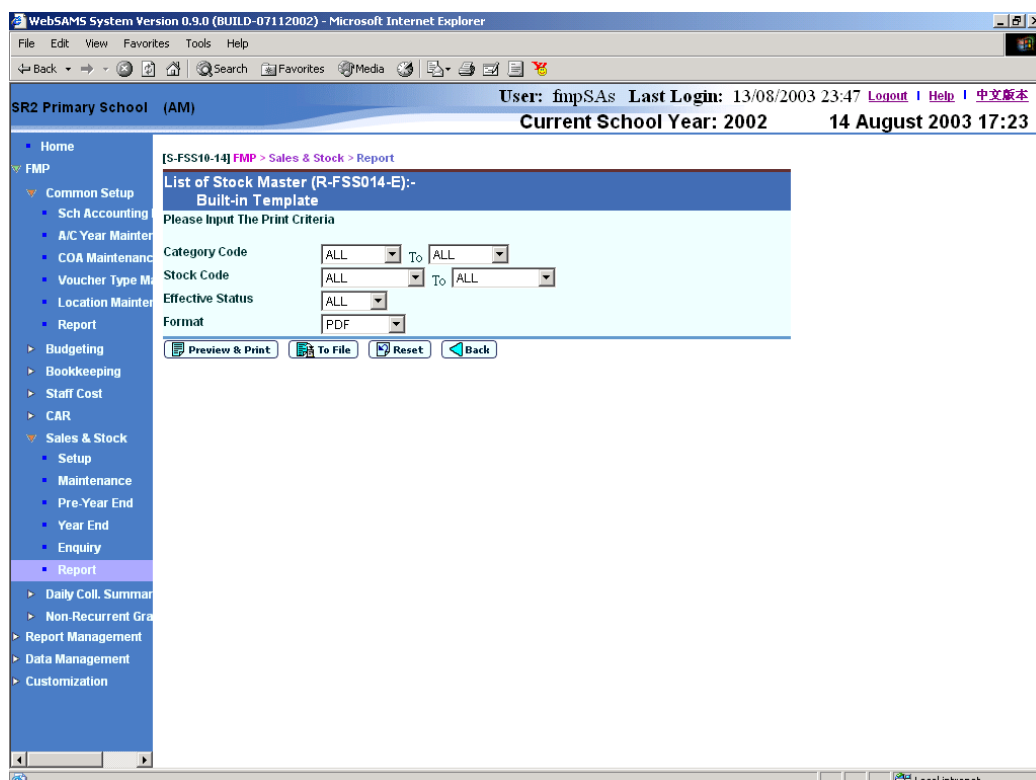 WebSAMS System Version 0.9.0 (BUILD-07112002) - Microsoft Internet Explorer
File Edit View Favorites Tools Help
Back Search Favorites Media
SR2 Primary School (AM)
User: fmpSAs Last Login: 13/08/2003 23:47 Logout | Help | 中文版本
Current School Year: 2002 14 August 2003 17:23
Home
FMP
Common Setup
Sch Accounting
A/C Year Mainter
COA Maintenanc
Voucher Type Ma
Location Mainter
Report
Budgeting
Bookkeeping
Staff Cost
CAR
Sales & Stock
Setup
Maintenance
Pre-Year End
Year End
Enquiry
Report
Daily Coll. Summar
Non-Recurrent Gra
Report Management
Data Management
Customization
[S-FSS10-14] FMP > Sales & Stock > Report
List of Stock Master (R-FSS014-E):-
Built-in Template
Please Input The Print Criteria
Category Code ALL To ALL
Stock Code ALL To ALL
Effective Status ALL
Format PDF
Preview & Print To File Reset Back